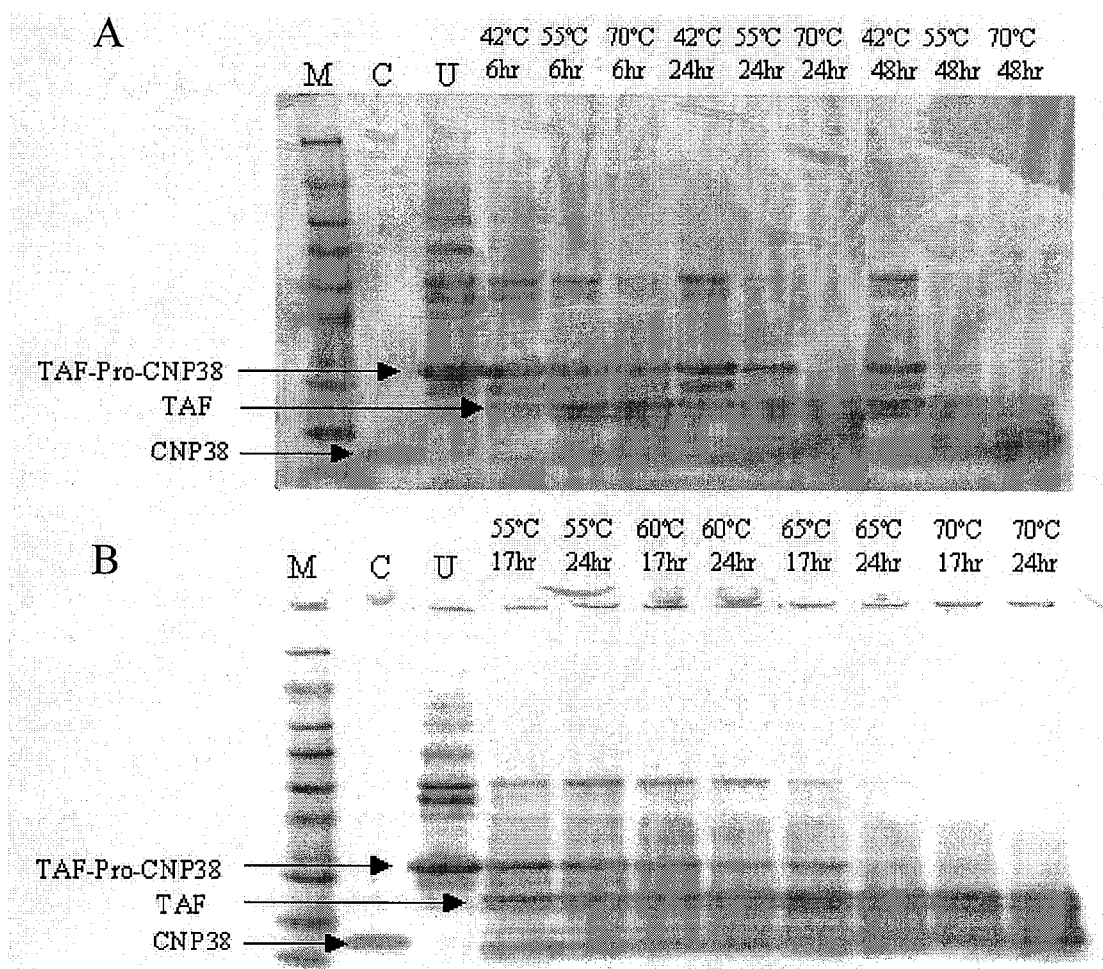 A
42°C 55°C 70°C 42°C 55°C 70°C 42°C 55°C 70°C
M C U 6hr 6hr 6hr 24hr 24hr 24hr 48hr 48hr 48hr
TAF-Pro-CNP38
TAF
CNP38
B
55°C 55°C 60°C 60°C 65°C 65°C 70°C 70°C
M C U 17hr 24hr 17hr 24hr 17hr 24hr 17hr 24hr
TAF-Pro-CNP38
TAF
CNP38